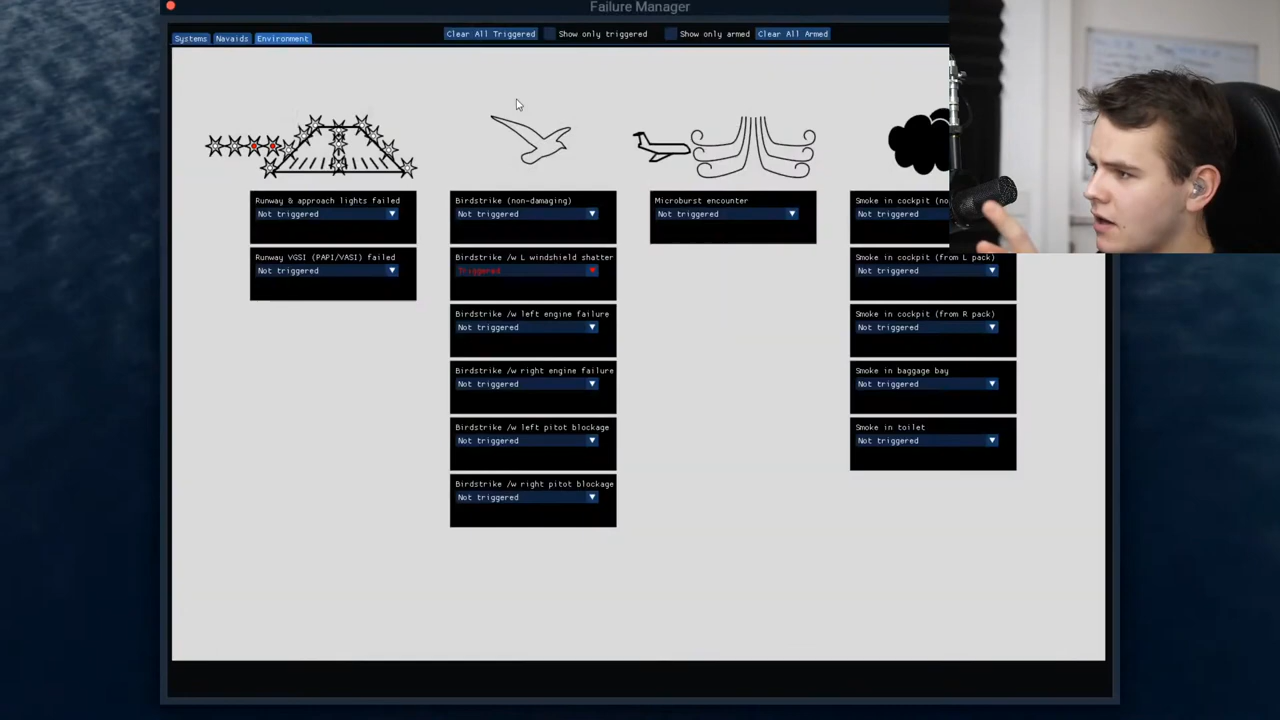 Failure Manager
Systems Navaids Environment Clear All Triggered Show only triggered Show only armed Clear All Armed
Runway & approach lights failed
Not triggered
Runway VGSI (PAPI/VASI) failed
Not triggered
Birdstrike (non-damaging)
Not triggered
Birdstrike /w L windshield shatter
Triggered
Birdstrike /w left engine failure
Not triggered
Birdstrike /w right engine failure
Not triggered
Birdstrike /w left pitot blockage
Not triggered
Birdstrike /w right pitot blockage
Not triggered
Microburst encounter
Not triggered
Smoke in cockpit
Not triggered
Smoke in cockpit (from L pack)
Not triggered
Smoke in cockpit (from R pack)
Not triggered
Smoke in baggage bay
Not triggered
Smoke in toilet
Not triggered